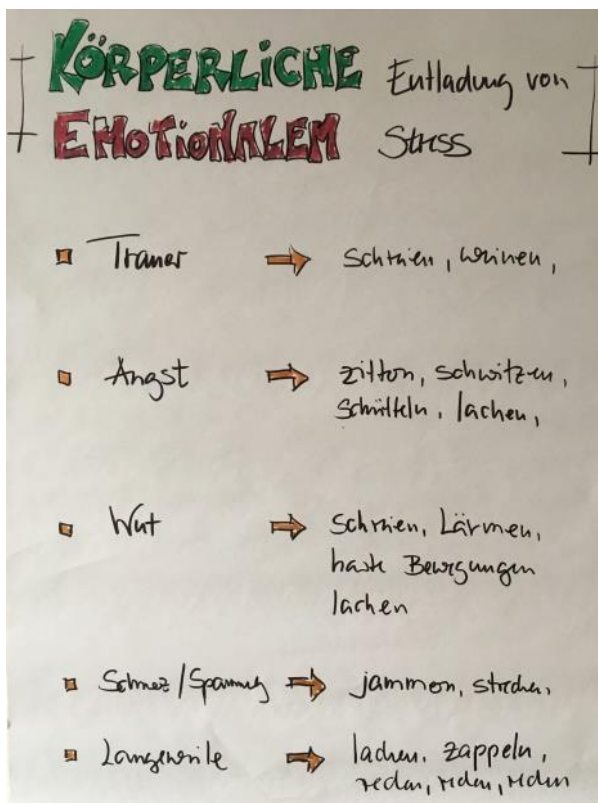 KÖRPERLICHE Entladung von
EMOTIONALEM Stress
Trauer schreien, weinen,
Angst zittern, schwitzen,
schütteln, lachen,
Wut schreien, Lärmen,
harte Bewegungen
lachen
Schmerz/Spannung jammern, strecken,
Langeweile lachen, zappeln,
reden, reden, reden